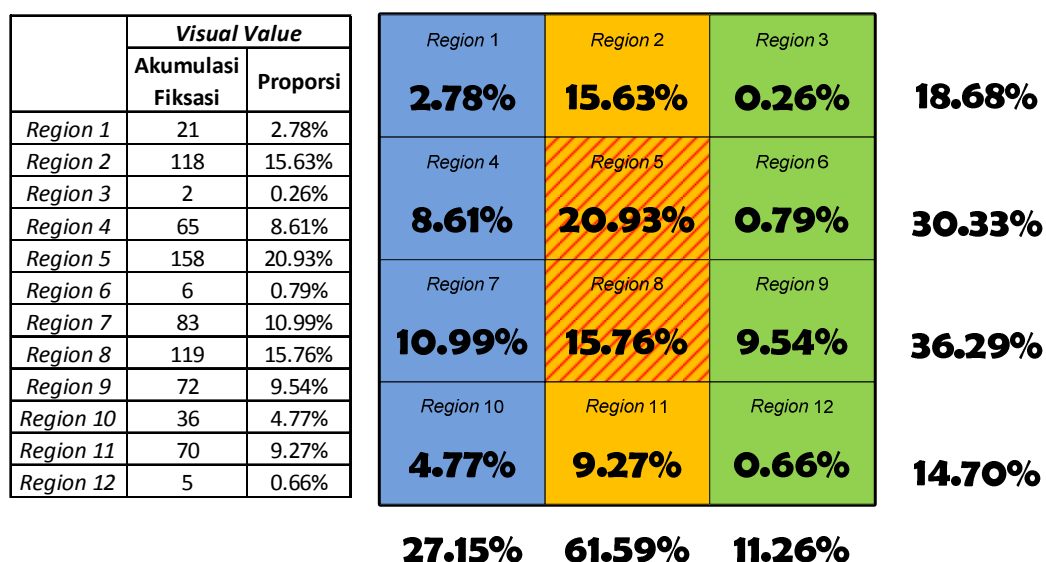 Visual Value
Akumulasi Fiksasi Proporsi
Region 1 21 2.78%
Region 2 118 15.63%
Region 3 2 0.26%
Region 4 65 8.61%
Region 5 158 20.93%
Region 6 6 0.79%
Region 7 83 10.99%
Region 8 119 15.76%
Region 9 72 9.54%
Region 10 36 4.77%
Region 11 70 9.27%
Region 12 5 0.66%
Region 1 Region 2 Region 3
2.78% 15.63% 0.26% 18.68%
Region 4 Region 5 Region 6
8.61% 20.93% 0.79% 30.33%
Region 7 Region 8 Region 9
10.99% 15.76% 9.54% 36.29%
Region 10 Region 11 Region 12
4.77% 9.27% 0.66% 14.70%
27.15% 61.59% 11.26%